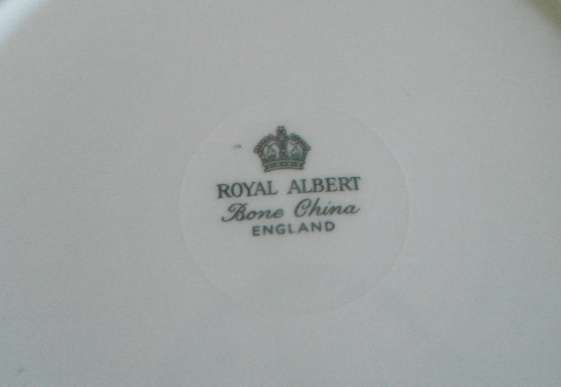 ROYAL ALBERT
Bone China
ENGLAND